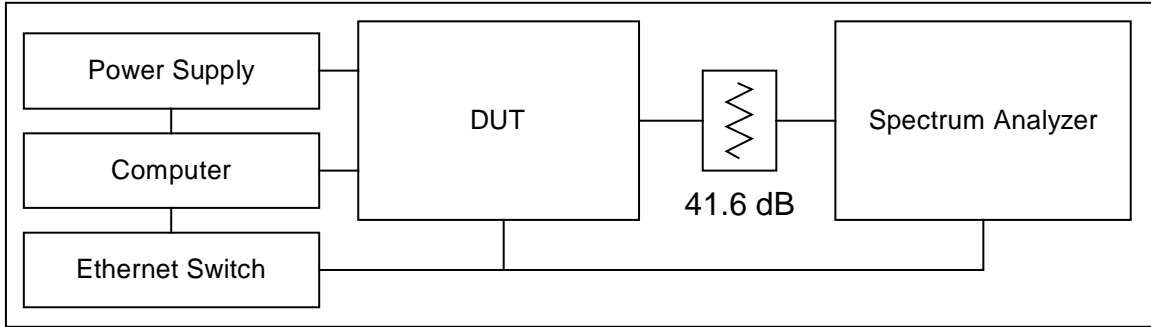 Power Supply
Computer
Ethernet Switch
DUT
41.6 dB
Spectrum Analyzer